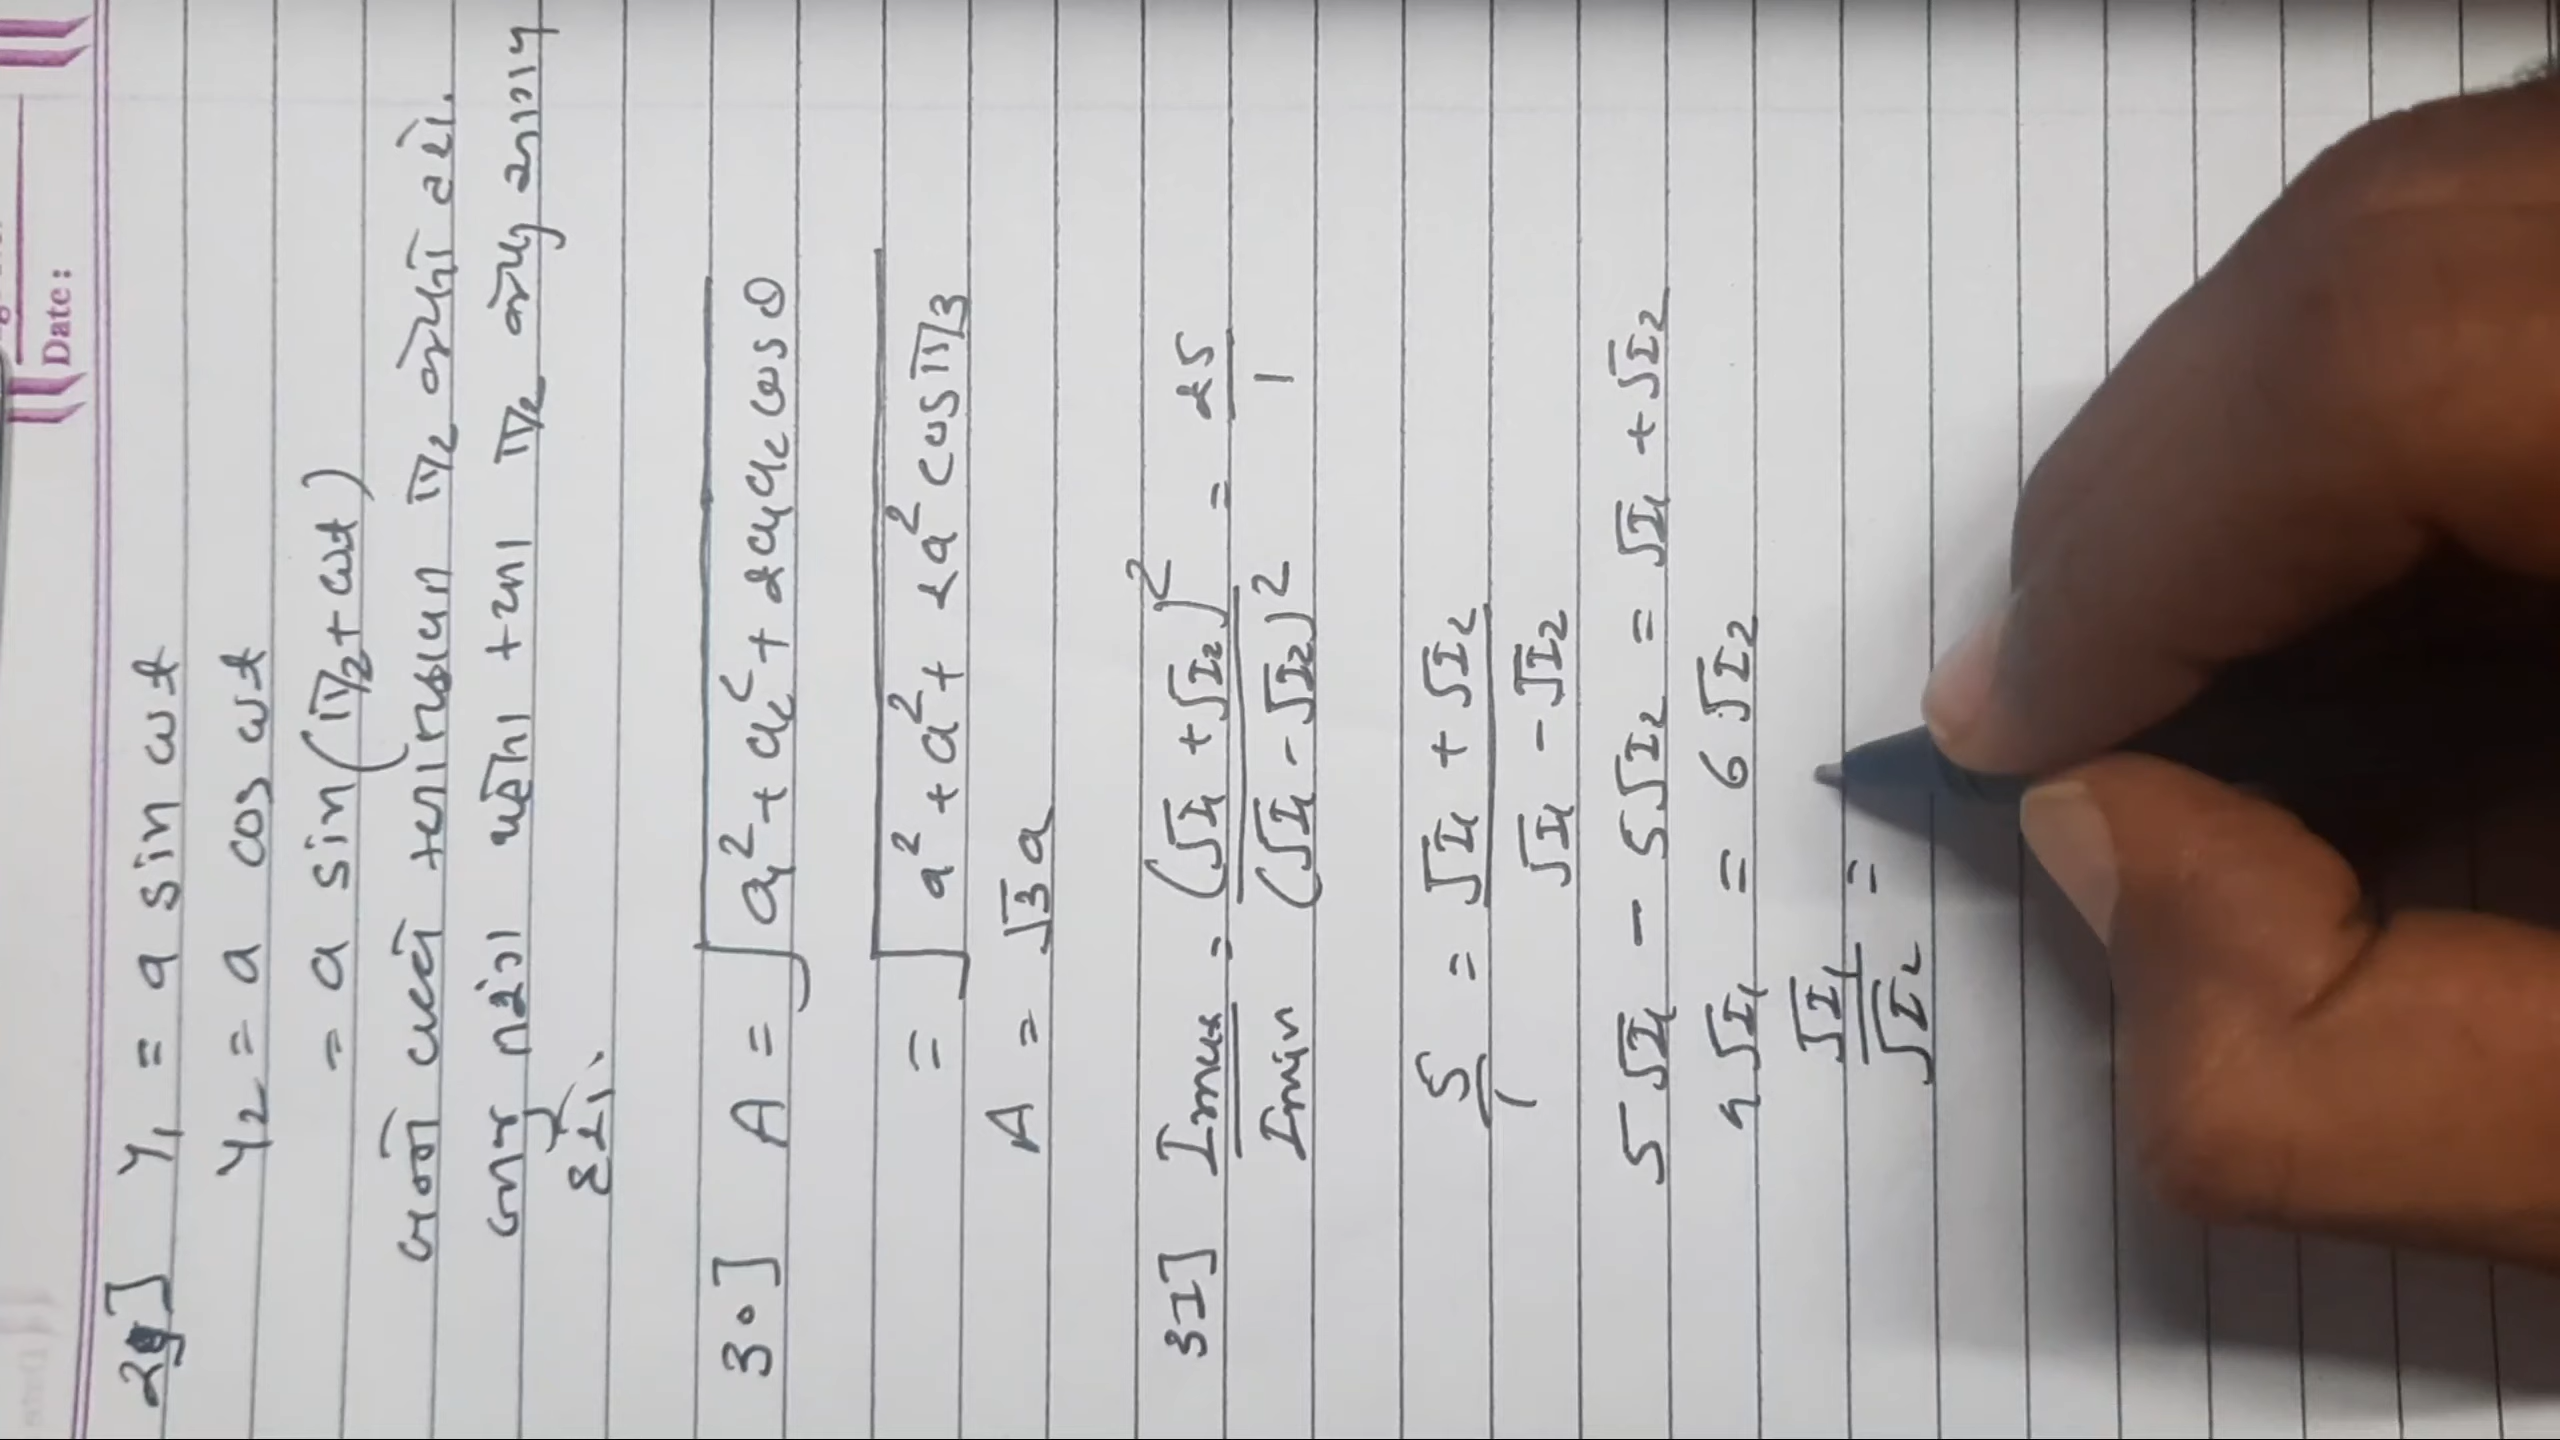 Date:
29] y₁ = a sin ωt
y₂ = a cos ωt
= a sin (π/2 + ωt)
બંને વચ્ચે તફાવત π/2 જેટલો હશે.
π/2
30] A = √(a₁² + a₂² + 2a₁a₂ cos θ)
= √(a² + a² + 2a² cos π/3)
A = √3 a
31] Imax/Imin = (√I₁ + √I₂)²/(√I₁ - √I₂)² = 25/1
5/1 = (√I₁ + √I₂)/(√I₁ - √I₂)
5√I₁ - 5√I₂ = √I₁ + √I₂
4√I₁ = 6√I₂
√I₁/√I₂ =